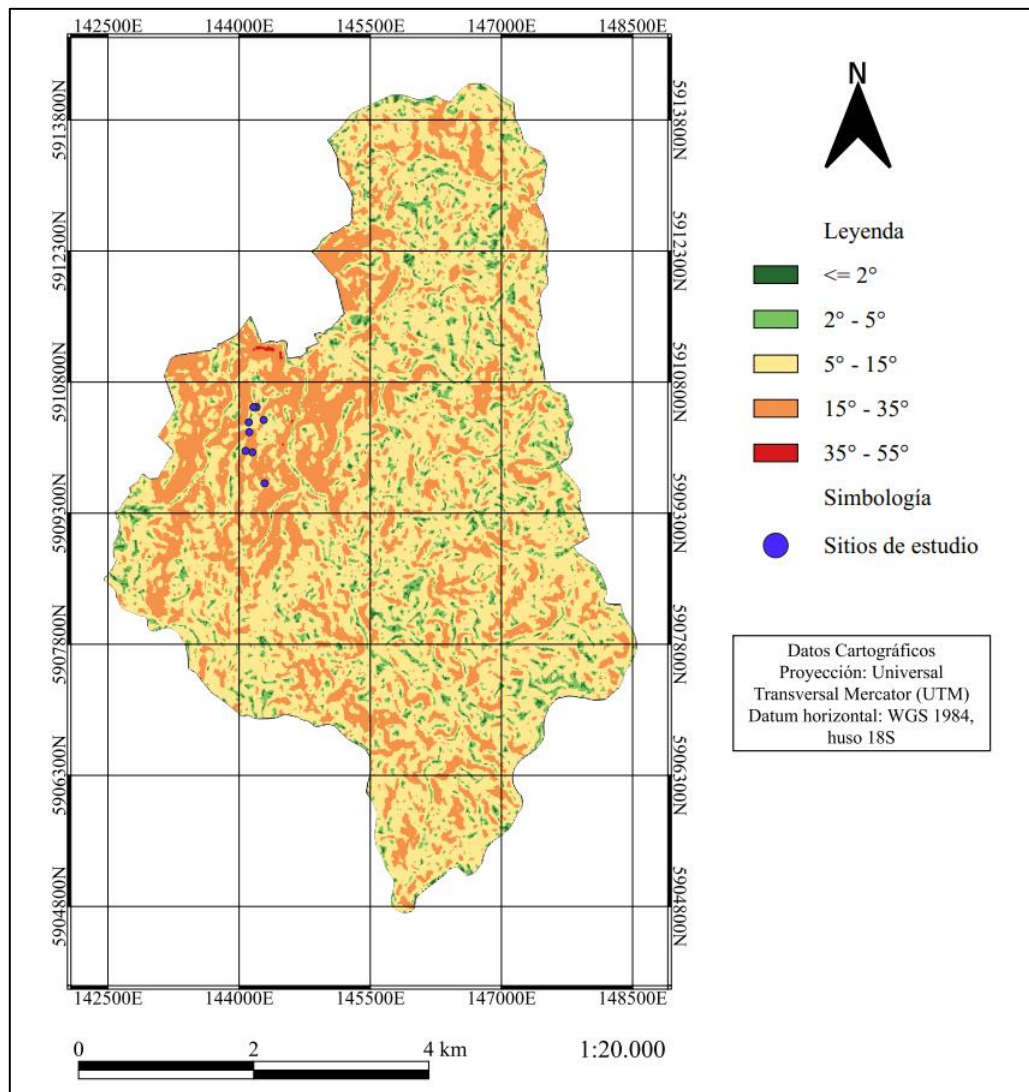 142500E 144000E 145500E 147000E 148500E
5913800N 5913800N
5912300N 5912300N
5910800N 5910800N
5909300N 5909300N
5907800N 5907800N
5906300N 5906300N
5904800N 5904800N
142500E 144000E 145500E 147000E 148500E
0 2 4 km
1:20.000
N
Leyenda
<= 2°
2° - 5°
5° - 15°
15° - 35°
35° - 55°
Simbología
Sitios de estudio
Datos Cartográficos
Proyección: Universal
Transversal Mercator (UTM)
Datum horizontal: WGS 1984,
huso 18S